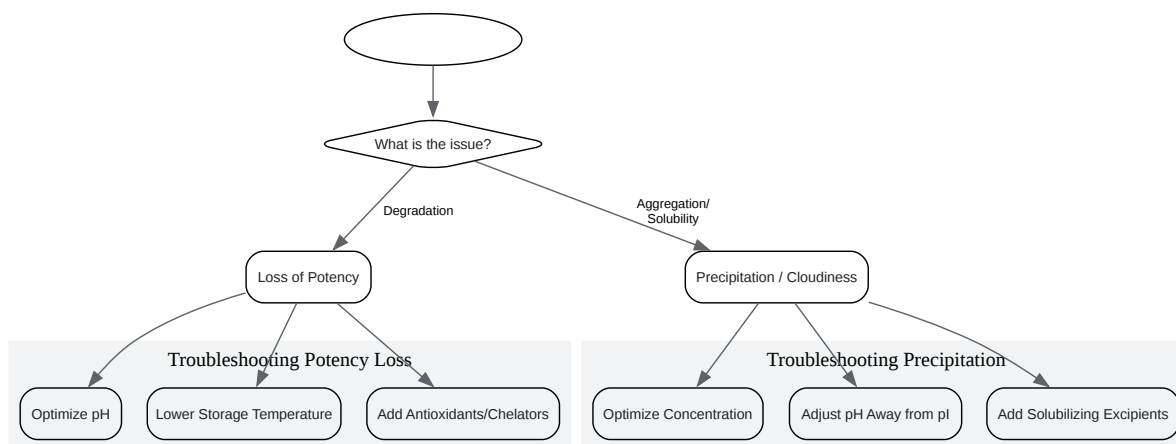 What is the issue?
Degradation
Aggregation/
Solubility
Loss of Potency
Precipitation / Cloudiness
Troubleshooting Potency Loss
Troubleshooting Precipitation
Optimize pH
Lower Storage Temperature
Add Antioxidants/Chelators
Optimize Concentration
Adjust pH Away from pI
Add Solubilizing Excipients